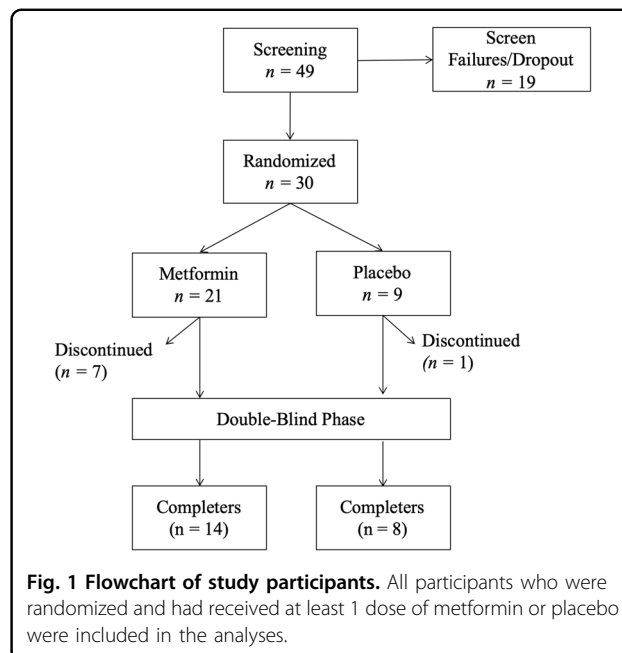 Screening
n = 49
Screen
Failures/Dropout
n = 19
Randomized
n = 30
Metformin
n = 21
Placebo
n = 9
Discontinued
(n = 7)
Discontinued
(n = 1)
Double-Blind Phase
Completers
(n = 14)
Completers
(n = 8)
Fig. 1 Flowchart of study participants. All participants who were
randomized and had received at least 1 dose of metformin or placebo
were included in the analyses.